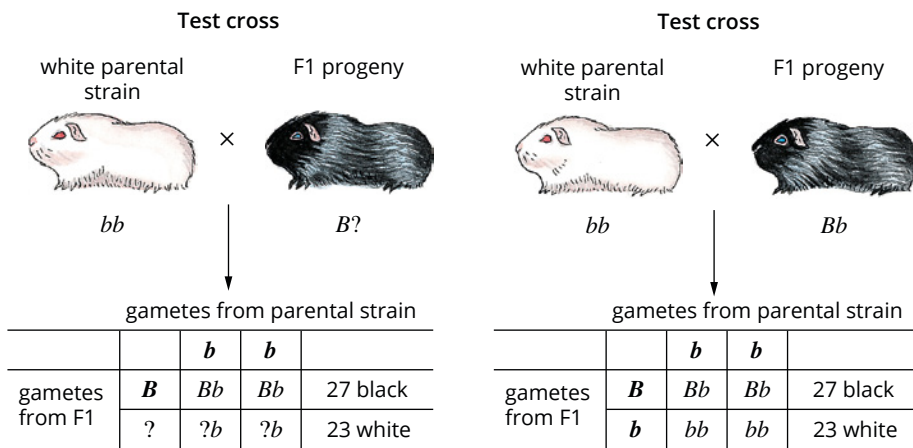 Test cross
white parental
strain
F1 progeny
×
bb
B?
gametes from parental strain
b b
gametes
from F1
B Bb Bb 27 black
? ?b ?b 23 white
Test cross
white parental
strain
F1 progeny
×
bb
Bb
gametes from parental strain
b b
gametes
from F1
B Bb Bb 27 black
b bb bb 23 white